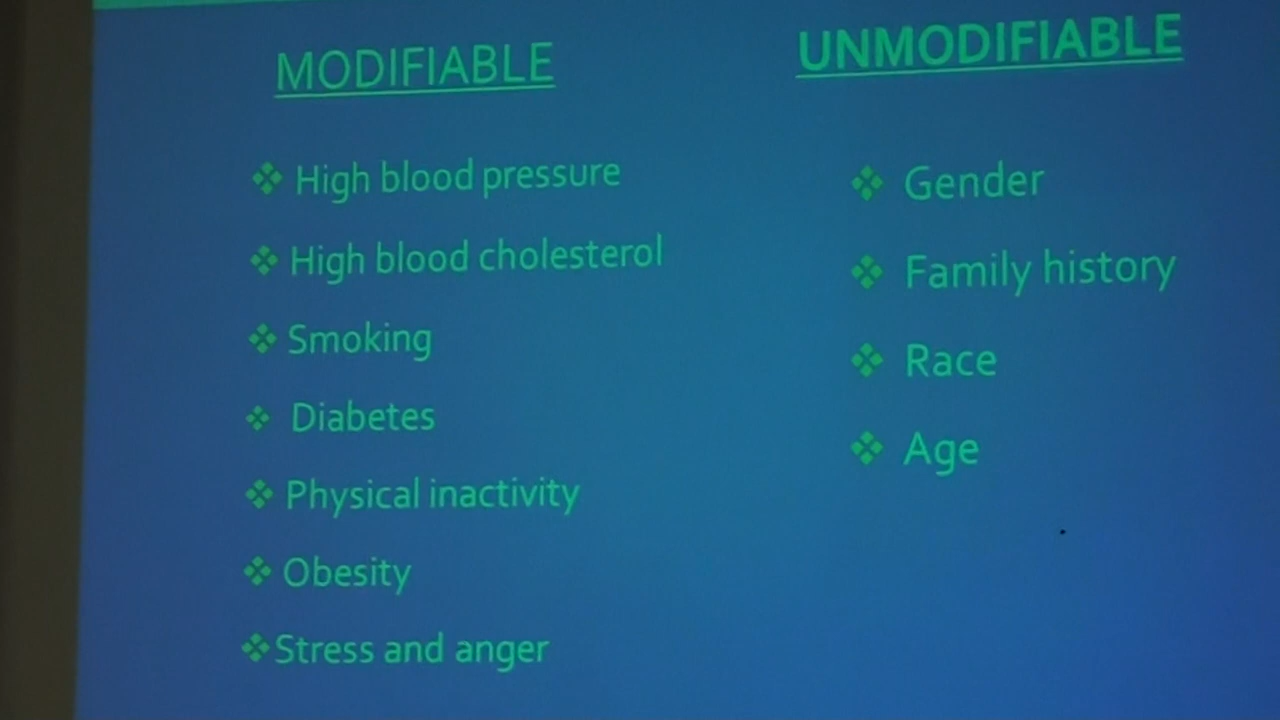 MODIFIABLE
High blood pressure
High blood cholesterol
Smoking
Diabetes
Physical inactivity
Obesity
Stress and anger
UNMODIFIABLE
Gender
Family history
Race
Age